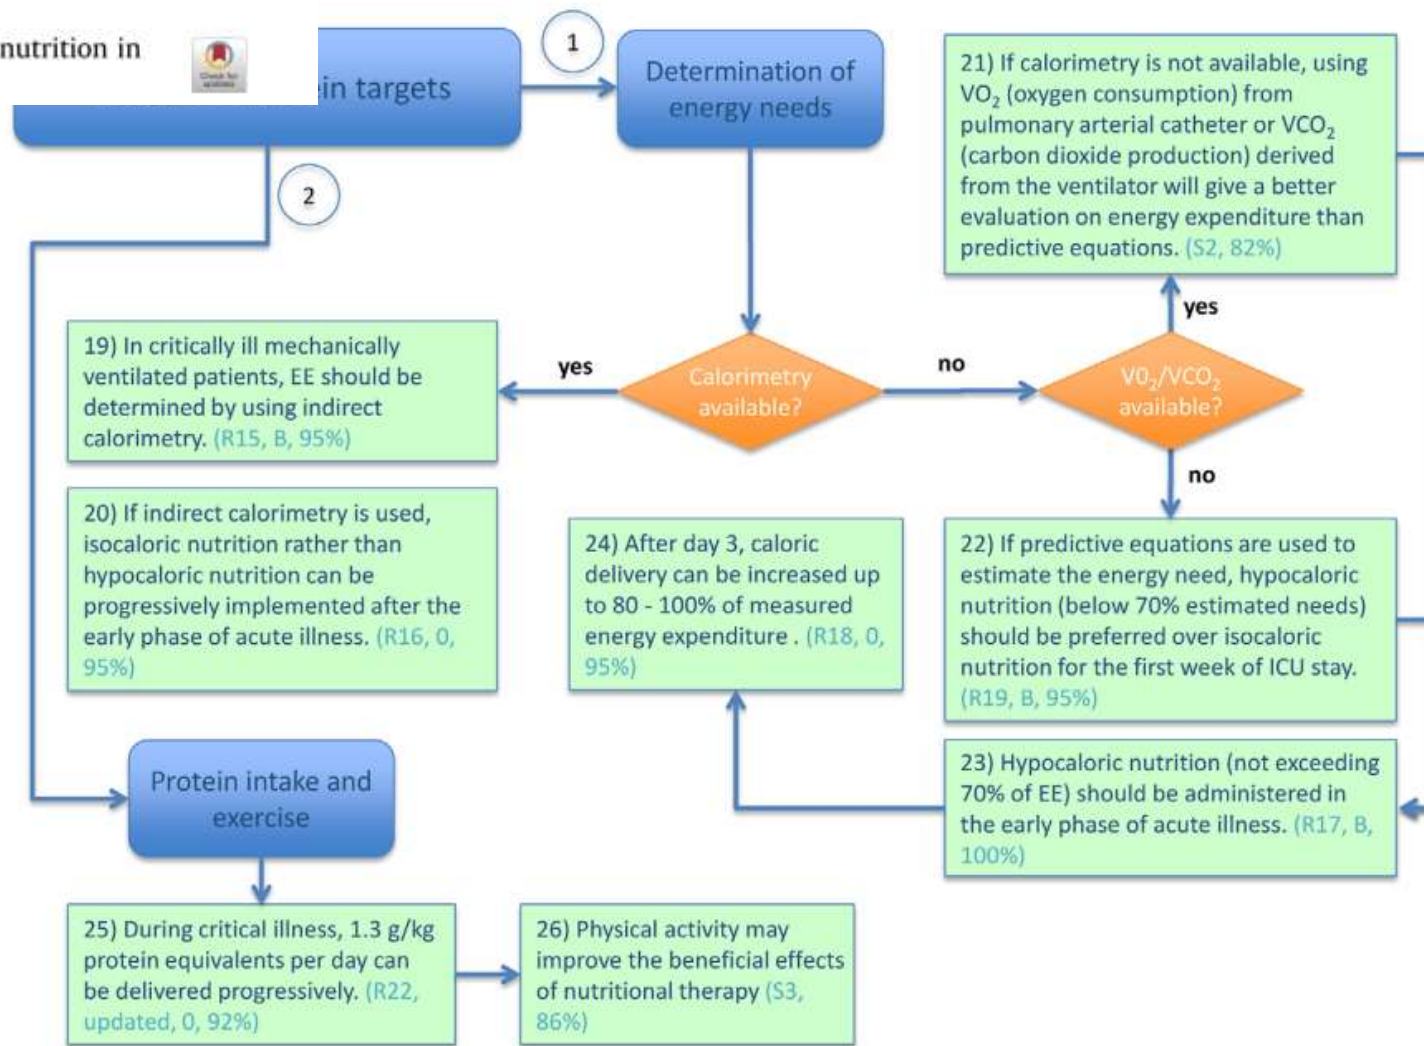 nutrition in
Check for
updates
ein targets
1
Determination of
energy needs
21) If calorimetry is not available, using
VO₂ (oxygen consumption) from
pulmonary arterial catheter or VCO₂
(carbon dioxide production) derived
from the ventilator will give a better
evaluation on energy expenditure than
predictive equations. (S2, 82%)
2
yes
19) In critically ill mechanically
ventilated patients, EE should be
determined by using indirect
calorimetry. (R15, B, 95%)
yes
Calorimetry
available?
no
V0₂/VCO₂
available?
no
20) If indirect calorimetry is used,
isocaloric nutrition rather than
hypocaloric nutrition can be
progressively implemented after the
early phase of acute illness. (R16, 0,
95%)
24) After day 3, caloric
delivery can be increased up
to 80 - 100% of measured
energy expenditure . (R18, 0,
95%)
22) If predictive equations are used to
estimate the energy need, hypocaloric
nutrition (below 70% estimated needs)
should be preferred over isocaloric
nutrition for the first week of ICU stay.
(R19, B, 95%)
Protein intake and
exercise
23) Hypocaloric nutrition (not exceeding
70% of EE) should be administered in
the early phase of acute illness. (R17, B,
100%)
25) During critical illness, 1.3 g/kg
protein equivalents per day can
be delivered progressively. (R22,
updated, 0, 92%)
26) Physical activity may
improve the beneficial effects
of nutritional therapy (S3,
86%)